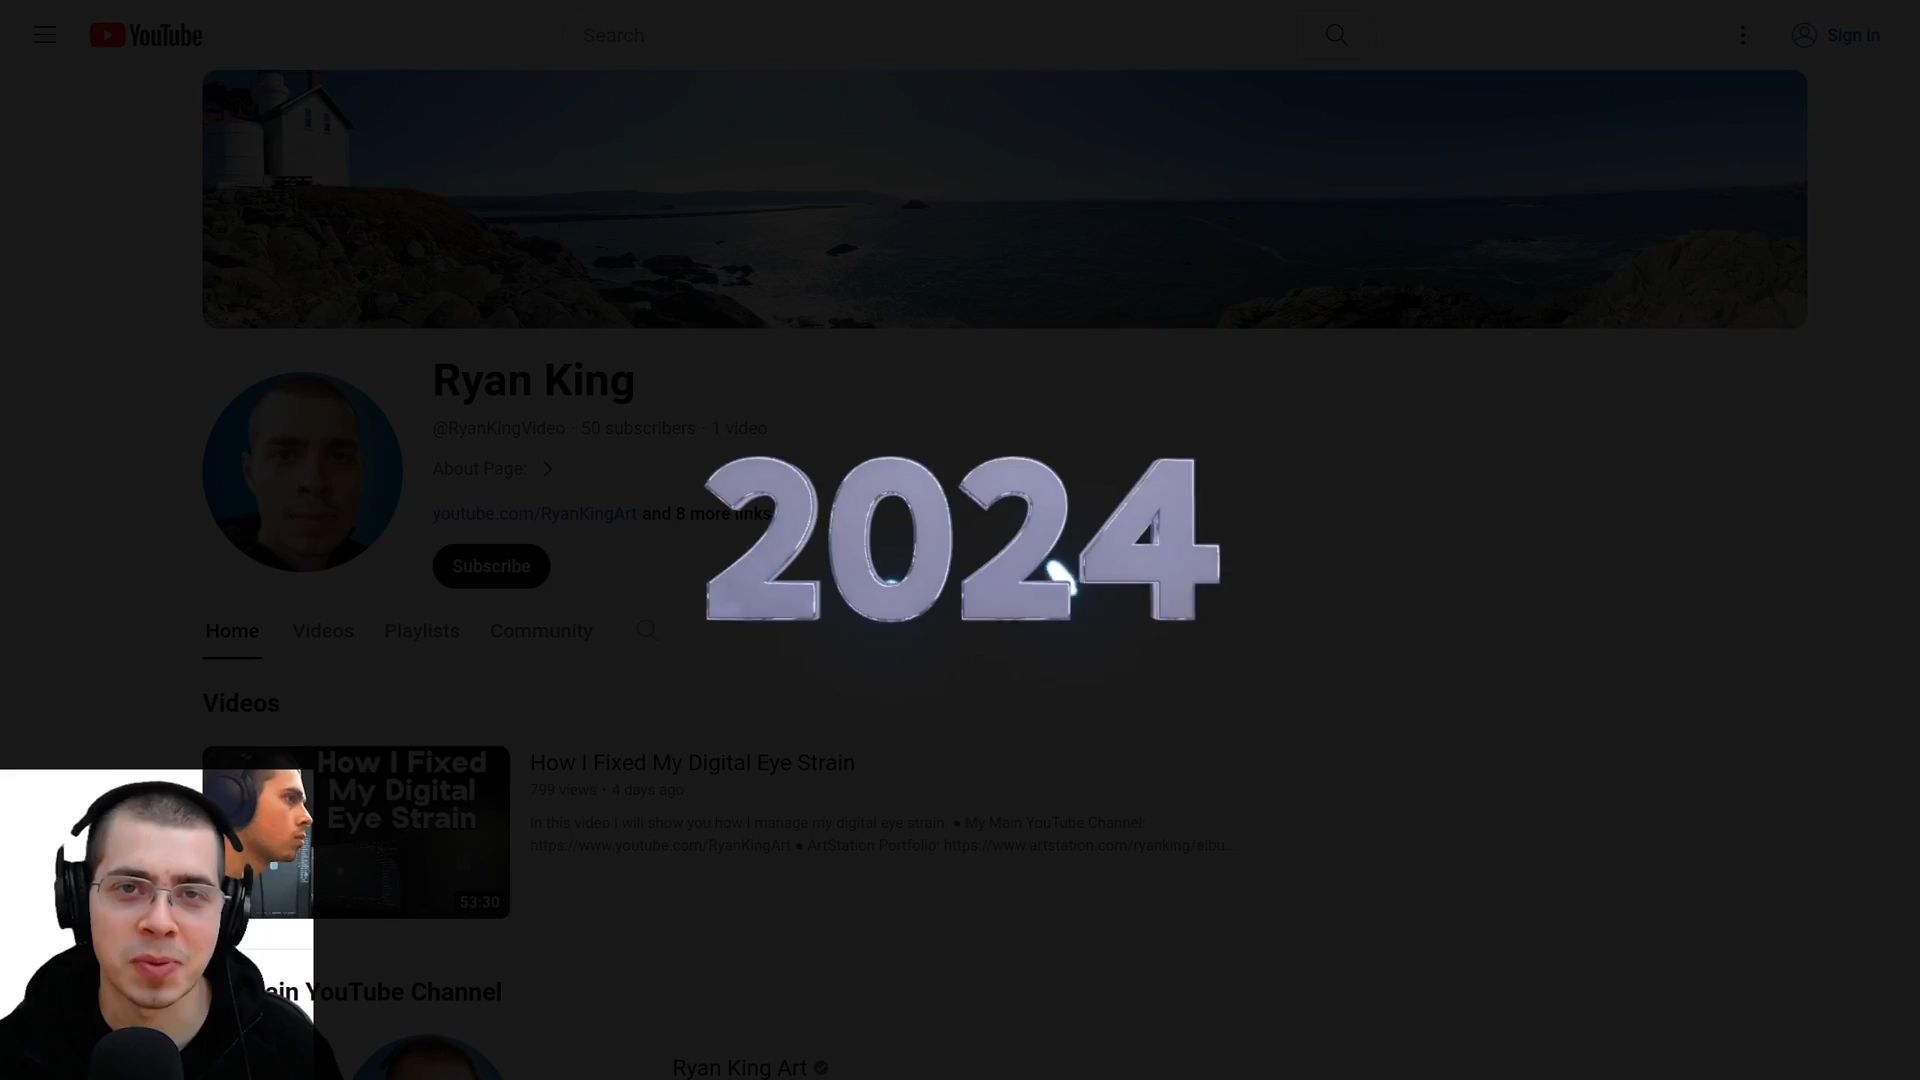 YouTube
Search
Sign in
Ryan King
@RyanKingVideo · 50 subscribers · 1 video
About Page:
youtube.com/RyanKingArt and 8 more links
2024
Subscribe
Home Videos Playlists Community
Videos
How I Fixed
My Digital
Eye Strain
53:30
How I Fixed My Digital Eye Strain
799 views • 4 days ago
In this video I will show you how I manage my digital eye strain. ● My Main YouTube Channel:
https://www.youtube.com/RyanKingArt ● ArtStation Portfolio: https://www.artstation.com/ryanking/albu...
YouTube Channel
Ryan King Art